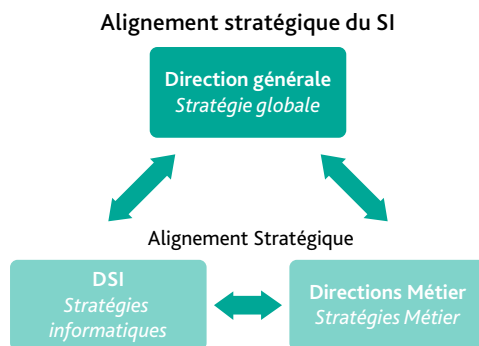 Alignement stratégique du SI
Direction générale
Stratégie globale
Alignement Stratégique
DSI
Stratégies
informatiques
Directions Métier
Stratégies Métier